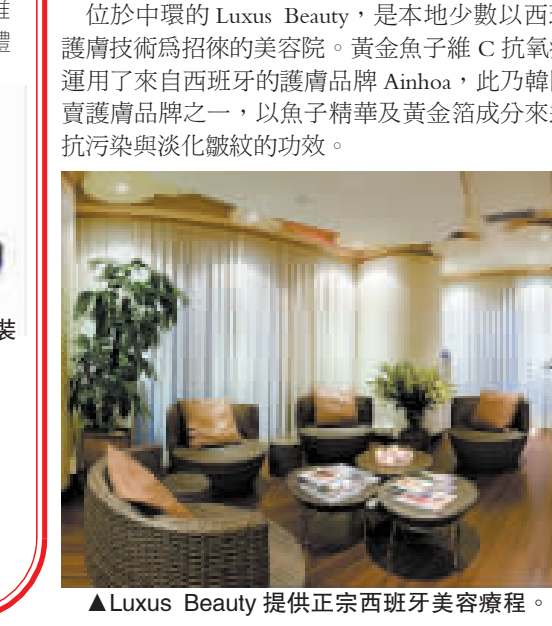 位於中環的 Luxus Beauty，是本地少數以西班
護膚技術爲招徠的美容院。黃金魚子維 C 抗氧
運用了來自西班牙的護膚品牌 Ainhoa，此乃韓
賣護膚品牌之一，以魚子精華及黃金箔成分來
抗污染與淡化皺紋的功效。
▲Luxus Beauty 提供正宗西班牙美容療程。
體
裝